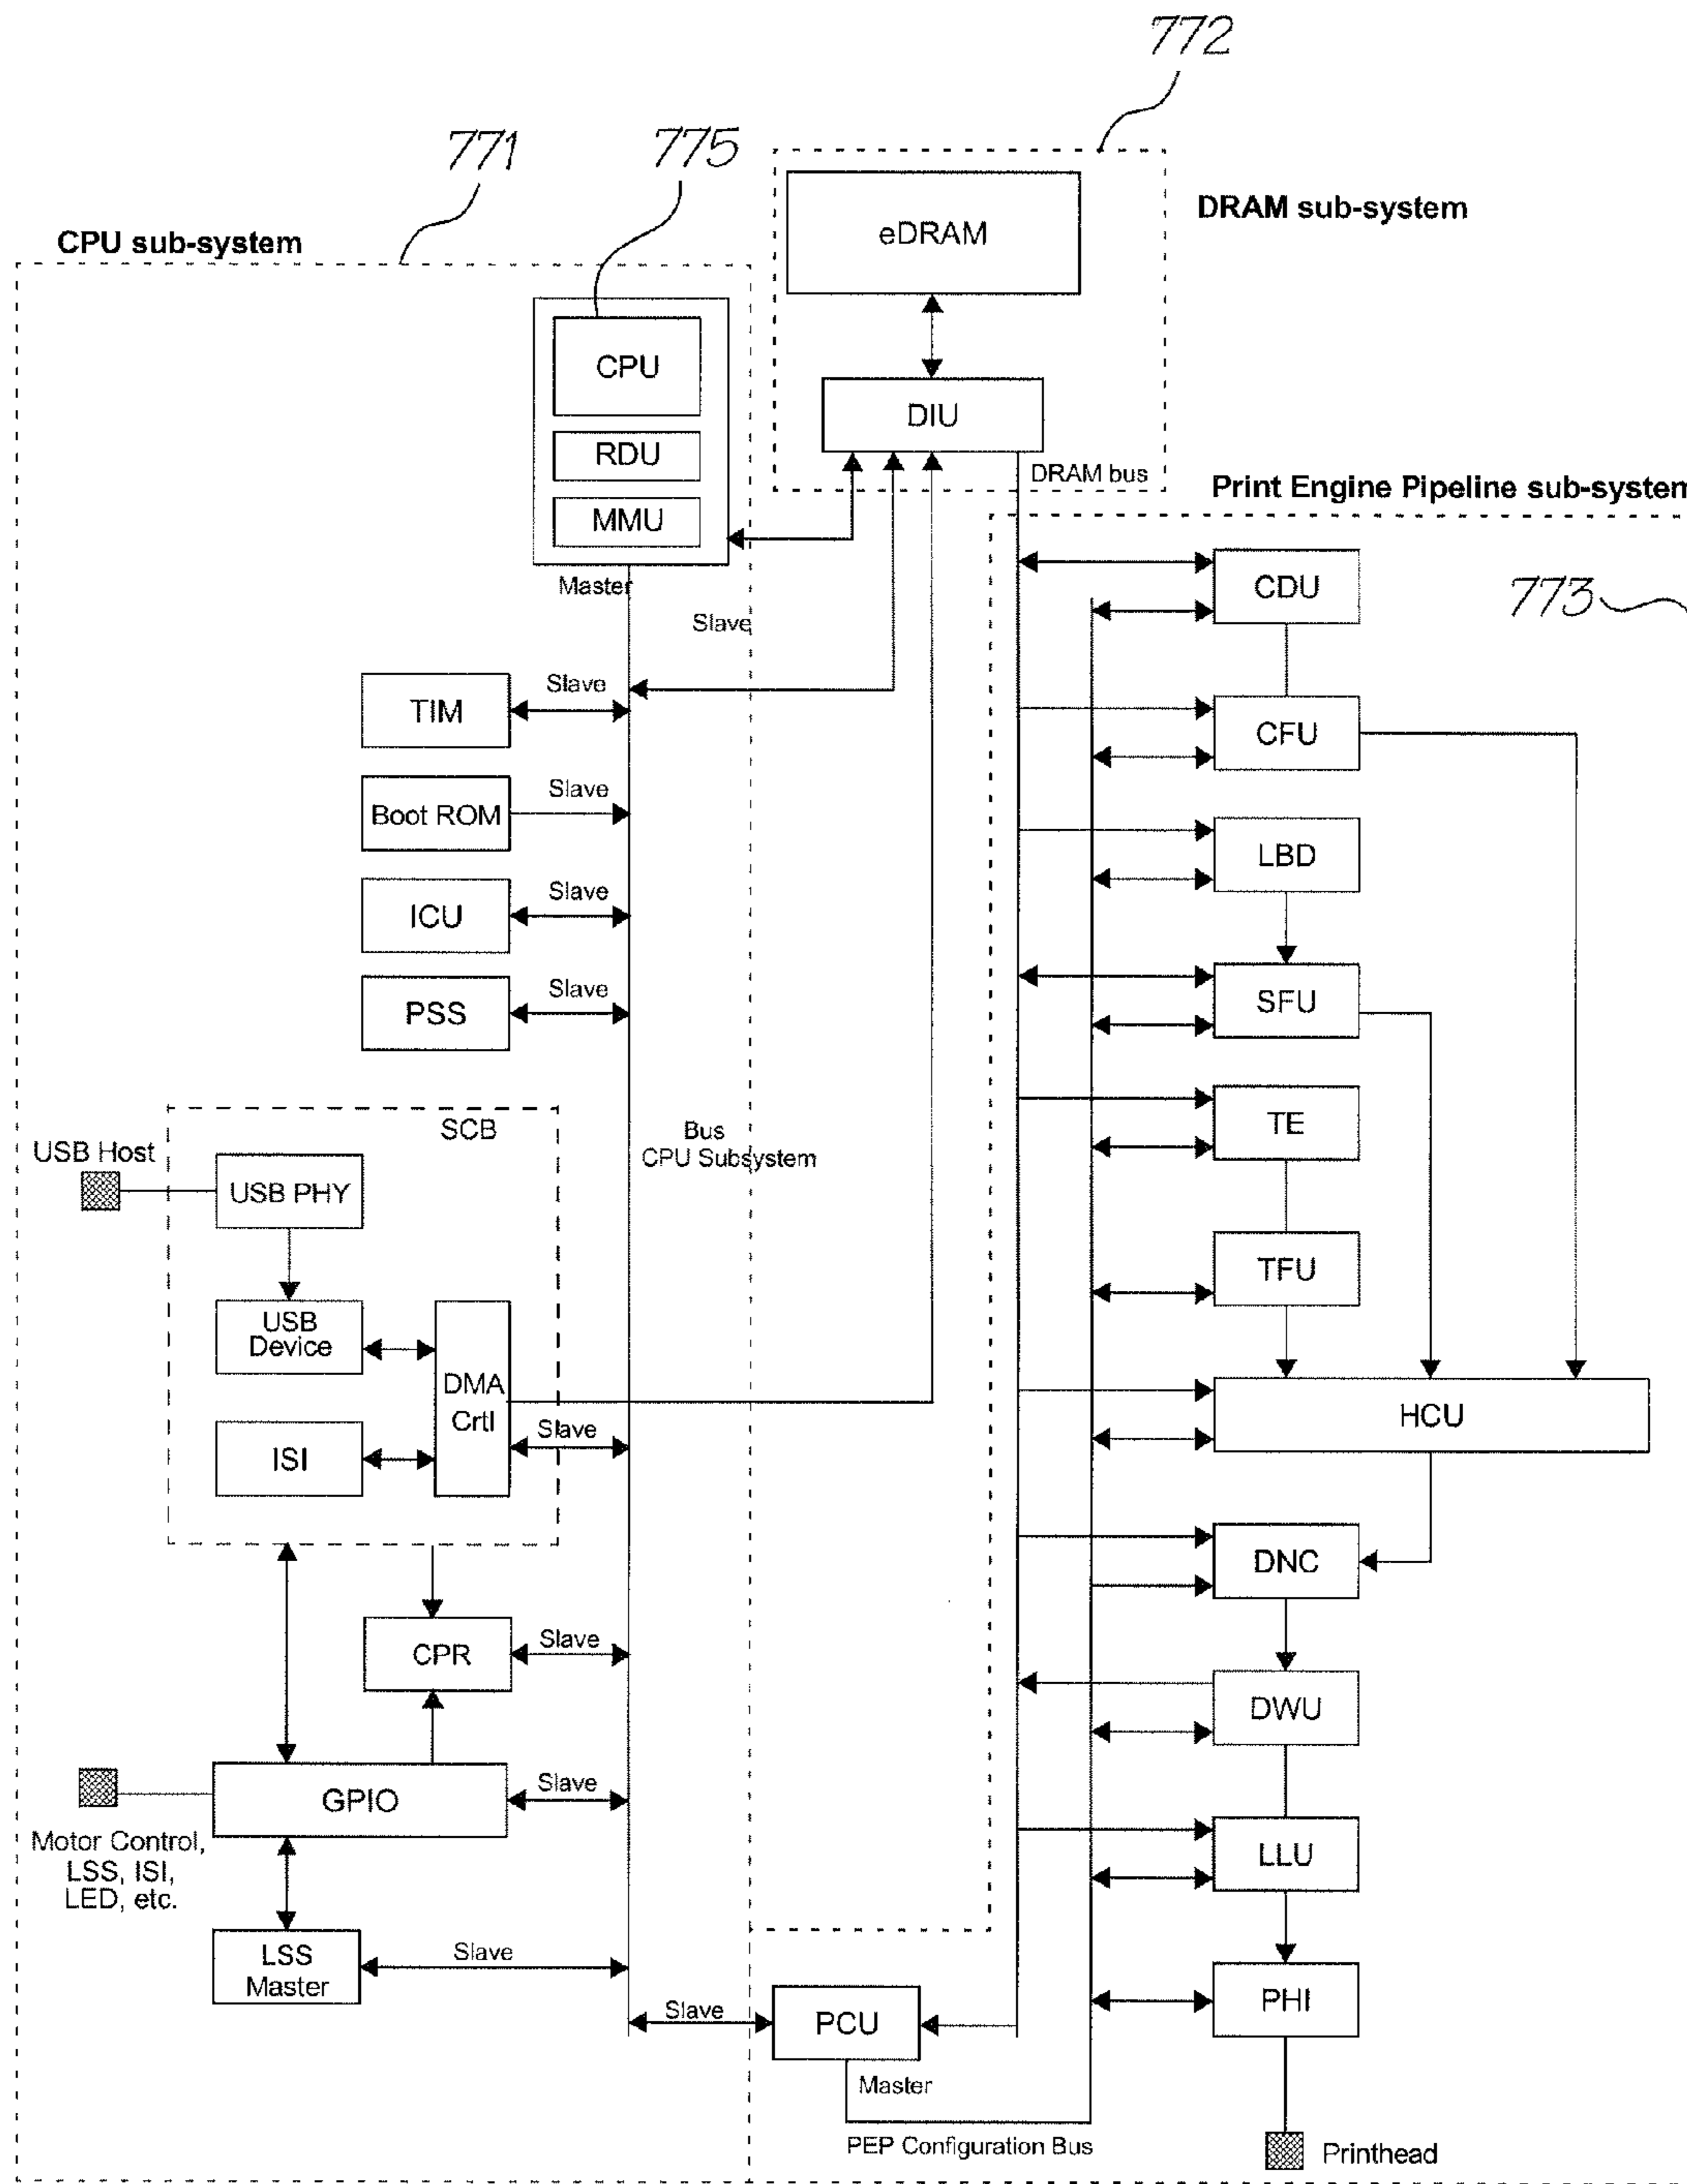 772
771
775
DRAM sub-system
CPU sub-system
eDRAM
CPU
DIU
RDU
DRAM bus
Print Engine Pipeline sub-system
MMU
Master
CDU
773
Slave
TIM
Slave
CFU
Boot ROM
Slave
LBD
ICU
Slave
PSS
Slave
SFU
SCB
TE
USB Host
USB PHY
Bus
CPU Subsystem
TFU
USB
Device
DMA
Crtl
HCU
ISI
Slave
DNC
CPR
Slave
DWU
GPIO
Slave
Motor Control,
LSS, ISI,
LED, etc.
LLU
LSS
Master
Slave
PHI
Slave
PCU
Master
PEP Configuration Bus
Printhead